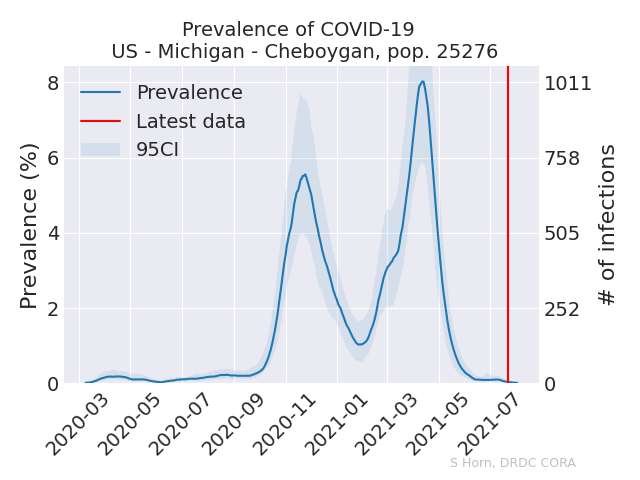 Prevalence of COVID-19
US - Michigan - Cheboygan, pop. 25276
Prevalence
Latest data
95CI
Prevalence (%)
8
6
4
2
0
1011
758
505
252
0
# of infections
2020-03
2020-05
2020-07
2020-09
2020-11
2021-01
2021-03
2021-05
2021-07
S Horn, DRDC CORA